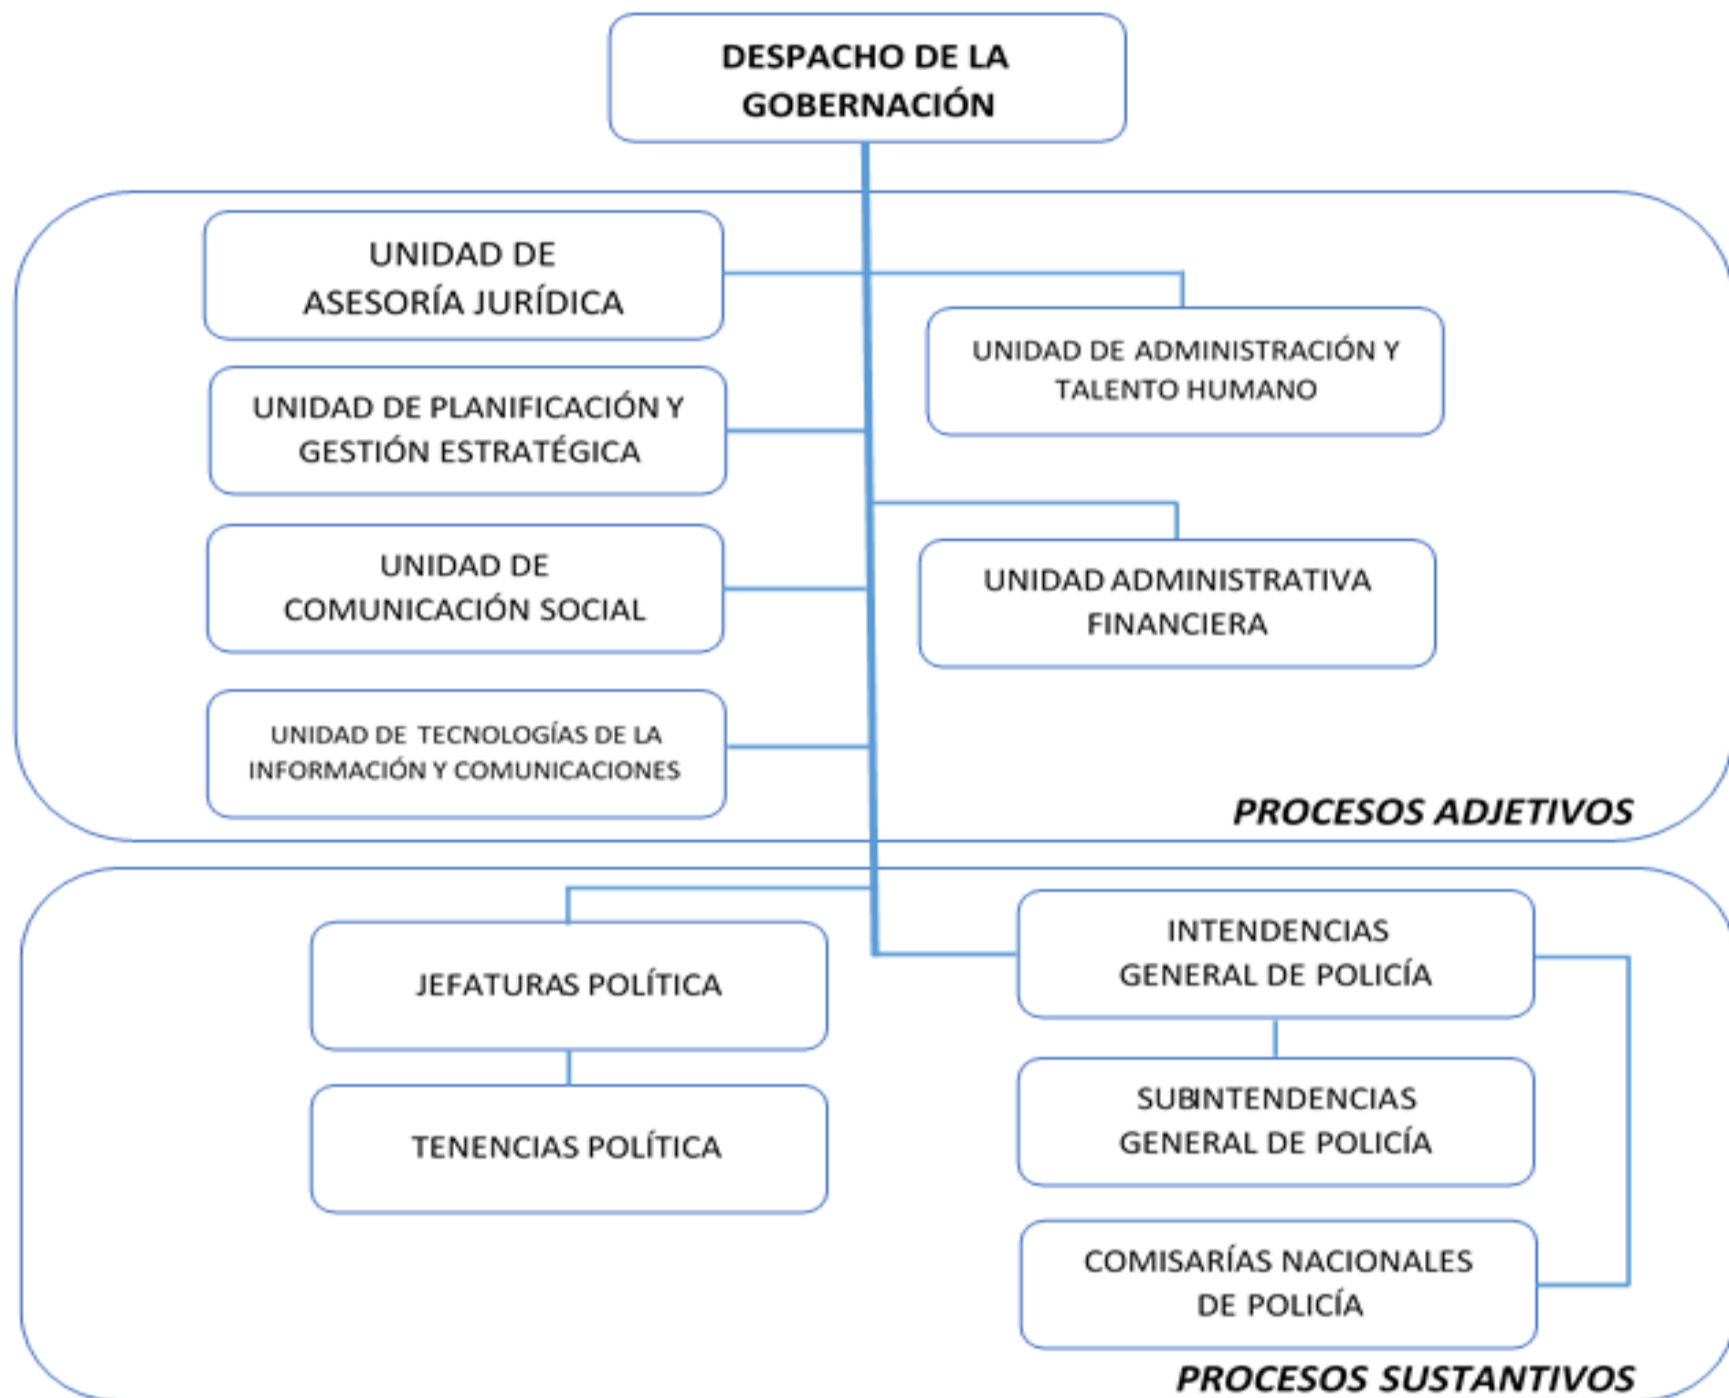 DESPACHO DE LA
GOBERNACIÓN
UNIDAD DE
ASESORÍA JURÍDICA
UNIDAD DE ADMINISTRACIÓN Y
TALENTO HUMANO
UNIDAD DE PLANIFICACIÓN Y
GESTIÓN ESTRATÉGICA
UNIDAD DE
COMUNICACIÓN SOCIAL
UNIDAD ADMINISTRATIVA
FINANCIERA
UNIDAD DE TECNOLOGÍAS DE LA
INFORMACIÓN Y COMUNICACIONES
PROCESOS ADJETIVOS
JEFATURAS POLÍTICA
TENENCIAS POLÍTICA
INTENDENCIAS
GENERAL DE POLICÍA
SUBINTENDENCIAS
GENERAL DE POLICÍA
COMISARÍAS NACIONALES
DE POLICÍA
PROCESOS SUSTANTIVOS